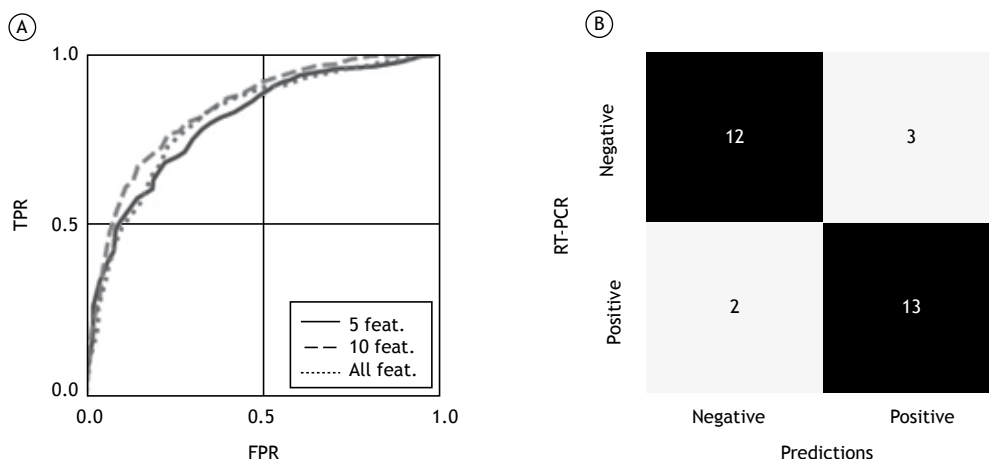 A
1.0
0.5
0.0
TPR
0.0
0.5
1.0
FPR
5 feat.
10 feat.
All feat.
B
RT-PCR
Negative
Positive
12
3
2
13
Negative
Positive
Predictions